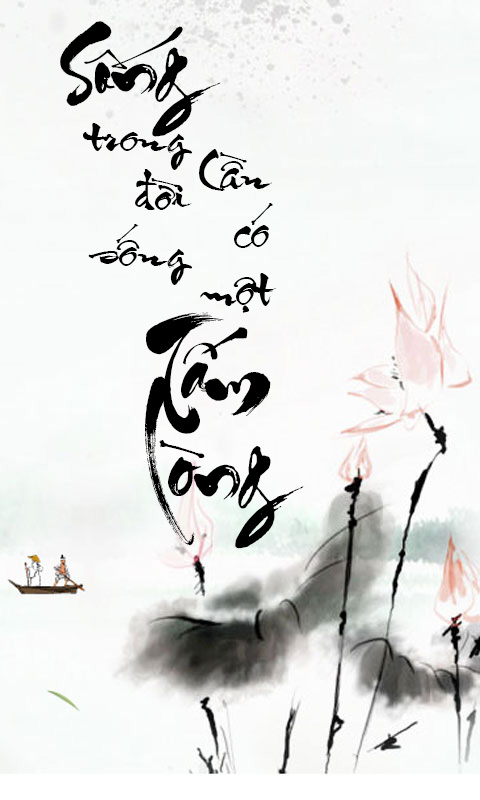 Sống
trong
đời
sống
Cần
có
một
Tấm
lòng